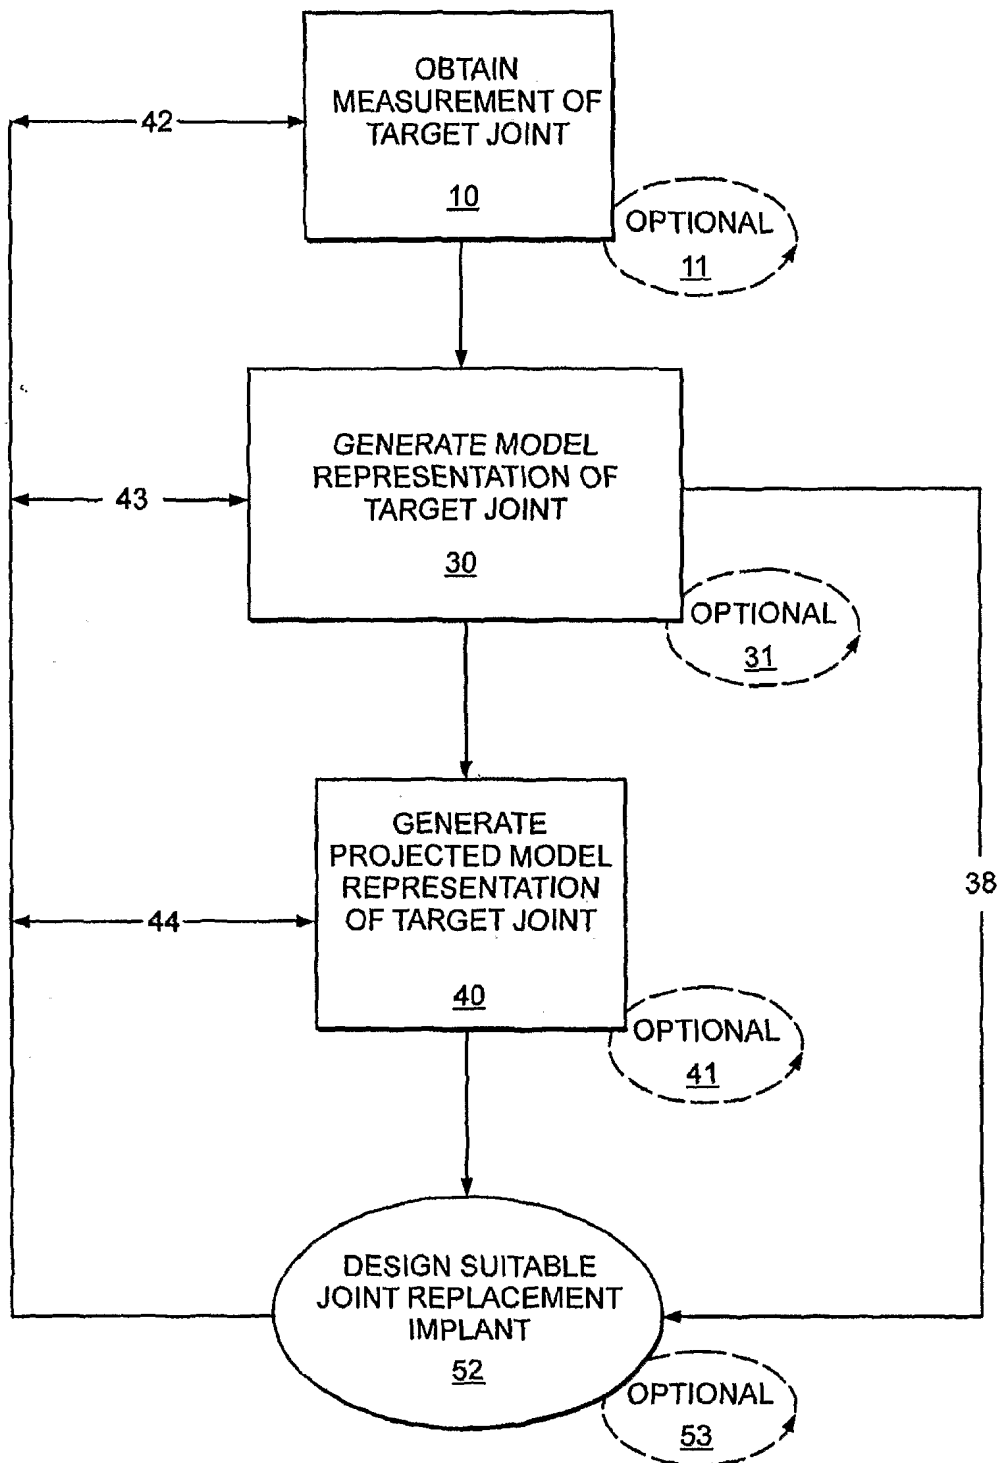 OBTAIN
MEASUREMENT OF
TARGET JOINT
10
42
OPTIONAL
11
GENERATE MODEL
REPRESENTATION OF
TARGET JOINT
30
43
OPTIONAL
31
GENERATE
PROJECTED MODEL
REPRESENTATION
OF TARGET JOINT
40
38
44
OPTIONAL
41
DESIGN SUITABLE
JOINT REPLACEMENT
IMPLANT
52
OPTIONAL
53